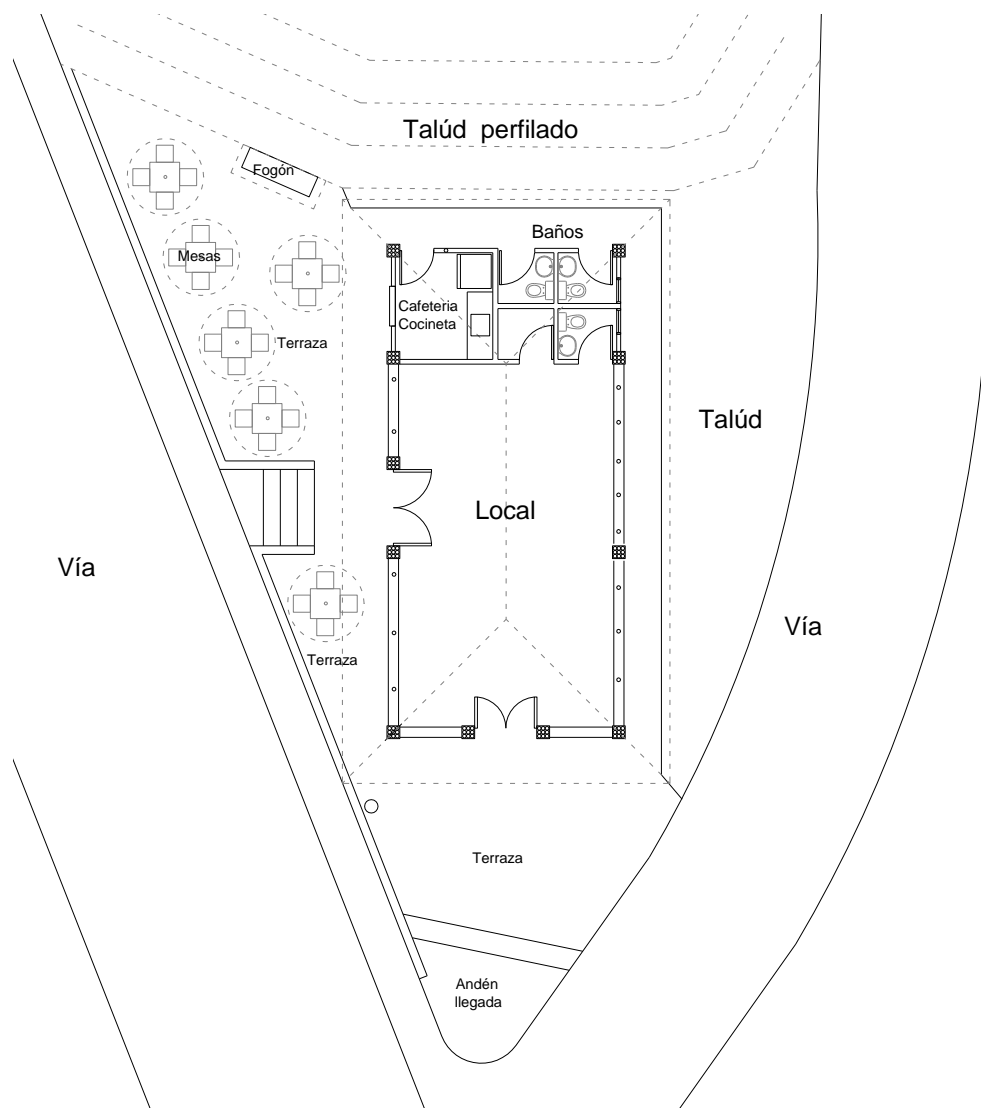 Talúd perfilado
Fogón
Baños
Mesas
Cafeteria
Cocineta
Terraza
Talúd
Local
Vía
Vía
Terraza
Terraza
Andén
llegada